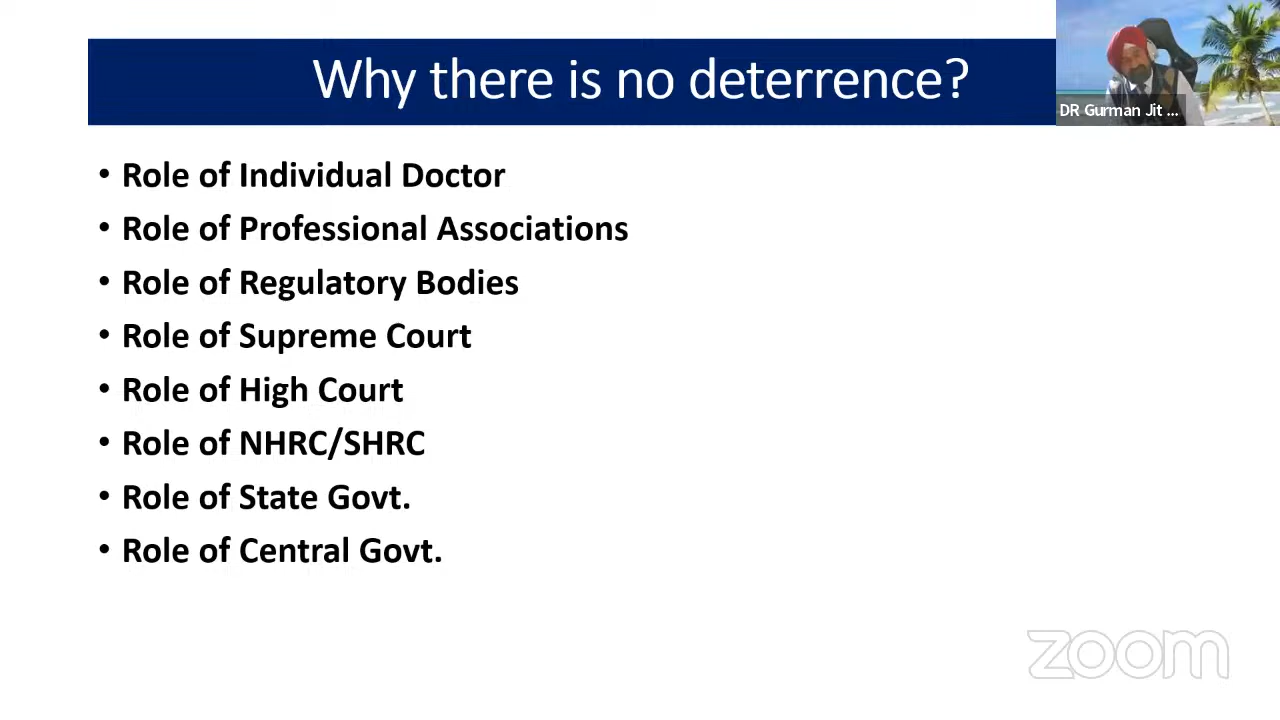 Why there is no deterrence?
DR Gurman Jit ...
• Role of Individual Doctor
• Role of Professional Associations
• Role of Regulatory Bodies
• Role of Supreme Court
• Role of High Court
• Role of NHRC/SHRC
• Role of State Govt.
• Role of Central Govt.
zoom